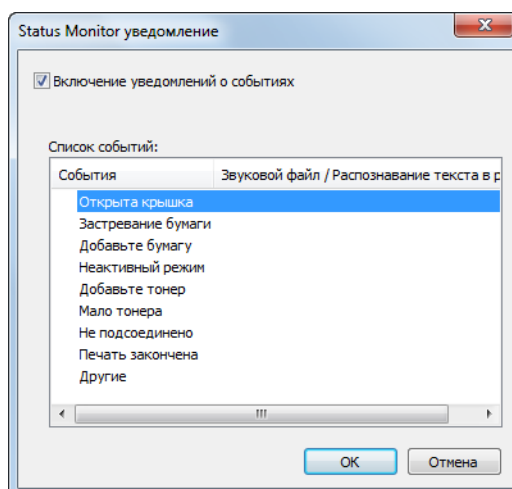 Status Monitor уведомление
Включение уведомлений о событиях
Список событий:
События Звуковой файл / Распознавание текста в р
Открыта крышка
Застревание бумаги
Добавьте бумагу
Неактивный режим
Добавьте тонер
Мало тонера
Не подсоединено
Печать закончена
Другие
OK Отмена